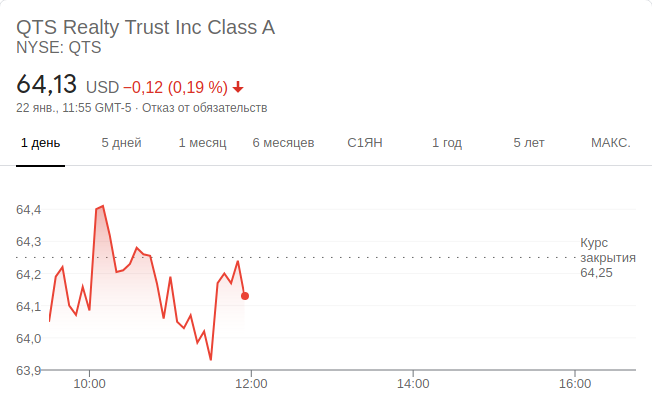 QTS Realty Trust Inc Class A
NYSE: QTS
64,13 USD −0,12 (0,19 %)
22 янв., 11:55 GMT-5 · Отказ от обязательств
1 день 5 дней 1 месяц 6 месяцев С1ЯН 1 год 5 лет МАКС.
64,4
64,3
64,2
64,1
64,0
63,9
Курс
закрытия
64,25
10:00 12:00 14:00 16:00